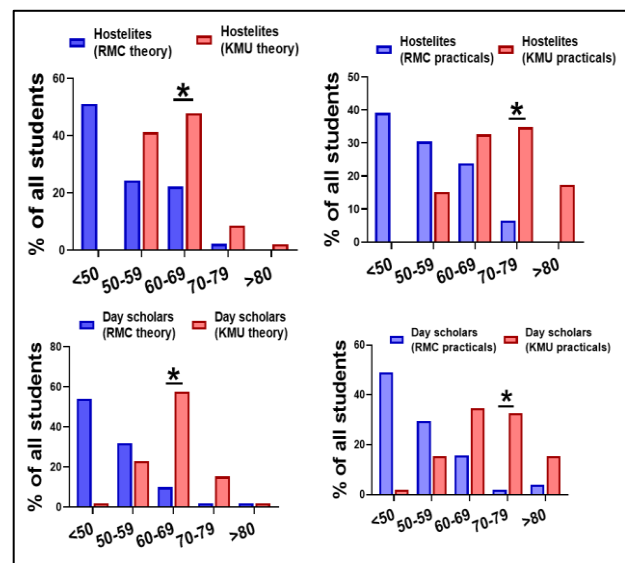 Hostelites
(RMC theory)
Hostelites
(KMU theory)
% of all students
60
40
20
0
*
<50
50-59
60-69
70-79
>80
Hostelites
(RMC practicals)
Hostelites
(KMU practicals)
% of all students
50
40
30
20
10
0
*
<50
50-59
60-69
70-79
>80
Day scholars
(RMC theory)
Day scholars
(KMU theory)
% of all students
80
60
40
20
0
*
<50
50-59
60-69
70-79
>80
Day scholars
(RMC practicals)
Day scholars
(KMU practicals)
% of all students
60
40
20
0
*
<50
50-59
60-69
70-79
>80